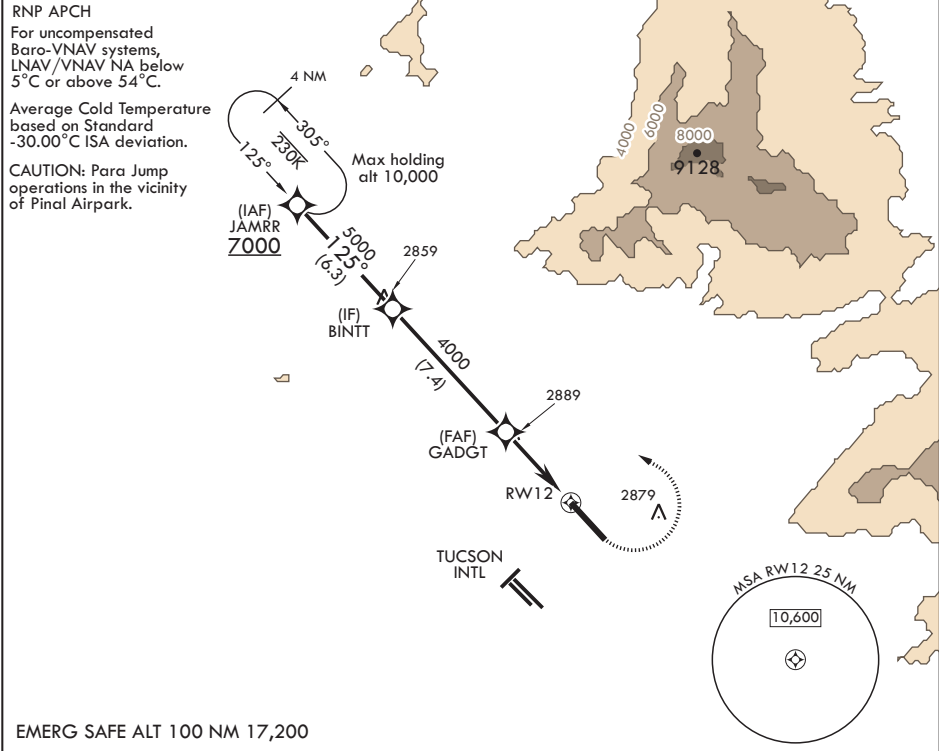 RNP APCH
For uncompensated
Baro-VNAV systems,
LNAV/VNAV NA below
5°C or above 54°C.
Average Cold Temperature
based on Standard
-30.00°C ISA deviation.
CAUTION: Para Jump
operations in the vicinity
of Pinal Airpark.
4 NM
305°
230K
125°
Max holding
alt 10,000
(IAF)
JAMRR
7000
5000
125°
(6.3)
2859
(IF)
BINTT
4000
(7.4)
2889
(FAF)
GADGT
RW12
2879
TUCSON
INTL
4000
6000
8000
9128
MSA RW12 25 NM
10,600
EMERG SAFE ALT 100 NM 17,200